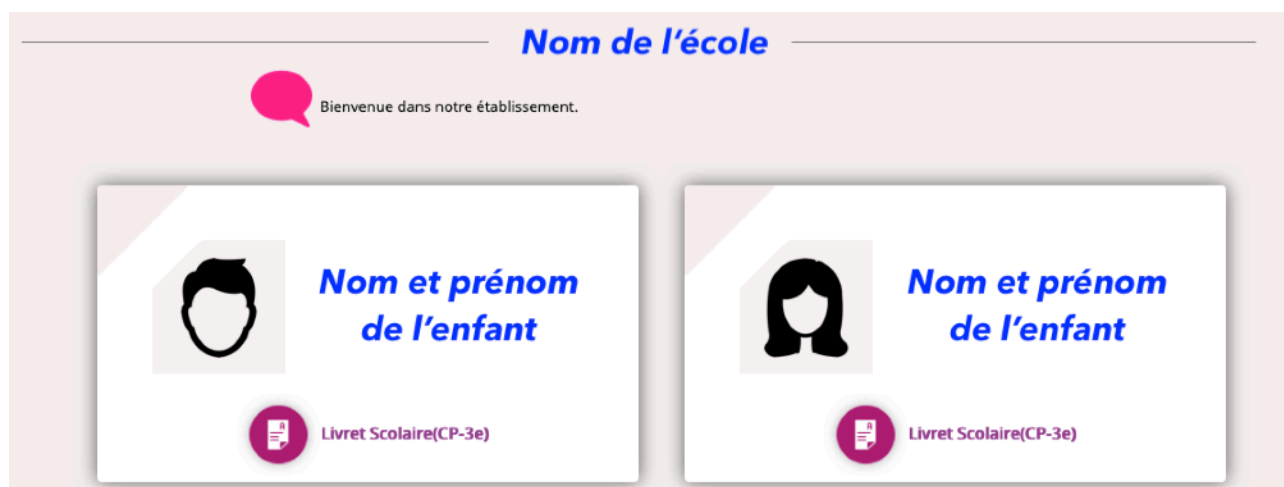 Nom de l'école
Bienvenue dans notre établissement.
Nom et prénom
de l'enfant
Livret Scolaire(CP-3e)
Nom et prénom
de l'enfant
Livret Scolaire(CP-3e)